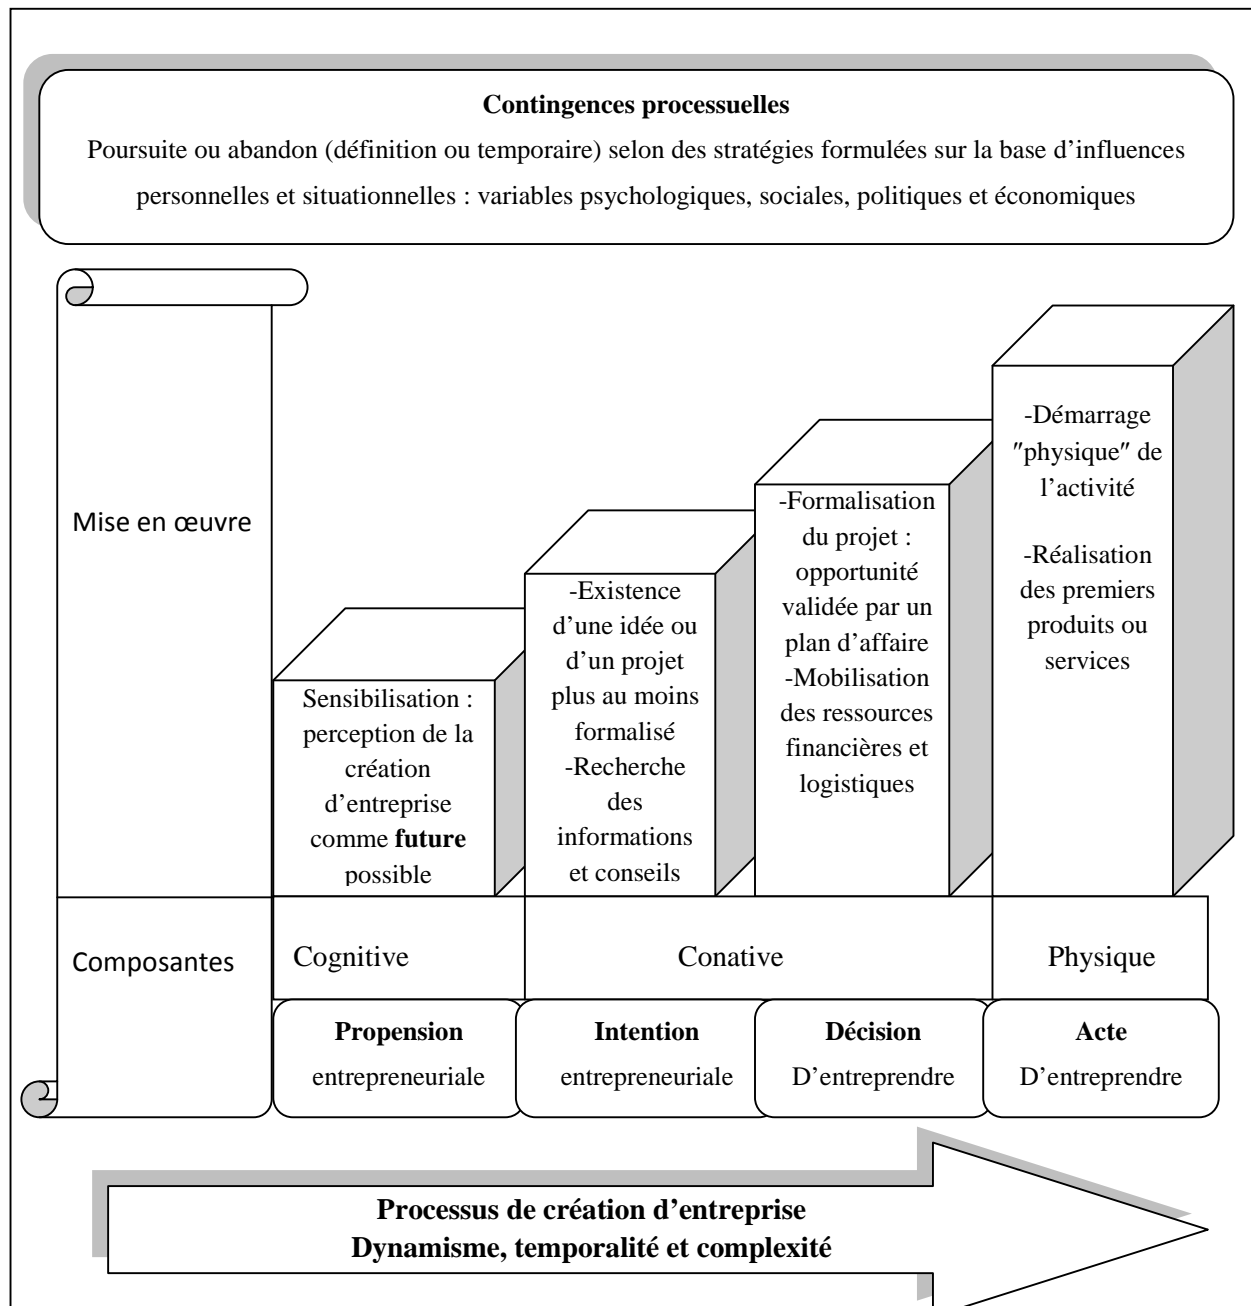 Contingences processuelles
Poursuite ou abandon (définition ou temporaire) selon des stratégies formulées sur la base d’influences
personnelles et situationnelles : variables psychologiques, sociales, politiques et économiques
Mise en œuvre
Sensibilisation :
perception de la
création
d’entreprise
comme future
possible
-Existence
d’une idée ou
d’un projet
plus au moins
formalisé
-Recherche
des
informations
et conseils
-Formalisation
du projet :
opportunité
validée par un
plan d’affaire
-Mobilisation
des ressources
financières et
logistiques
-Démarrage
″physique″ de
l’activité
-Réalisation
des premiers
produits ou
services
Composantes
Cognitive
Conative
Physique
Propension
entrepreneuriale
Intention
entrepreneuriale
Décision
D’entreprendre
Acte
D’entreprendre
Processus de création d’entreprise
Dynamisme, temporalité et complexité